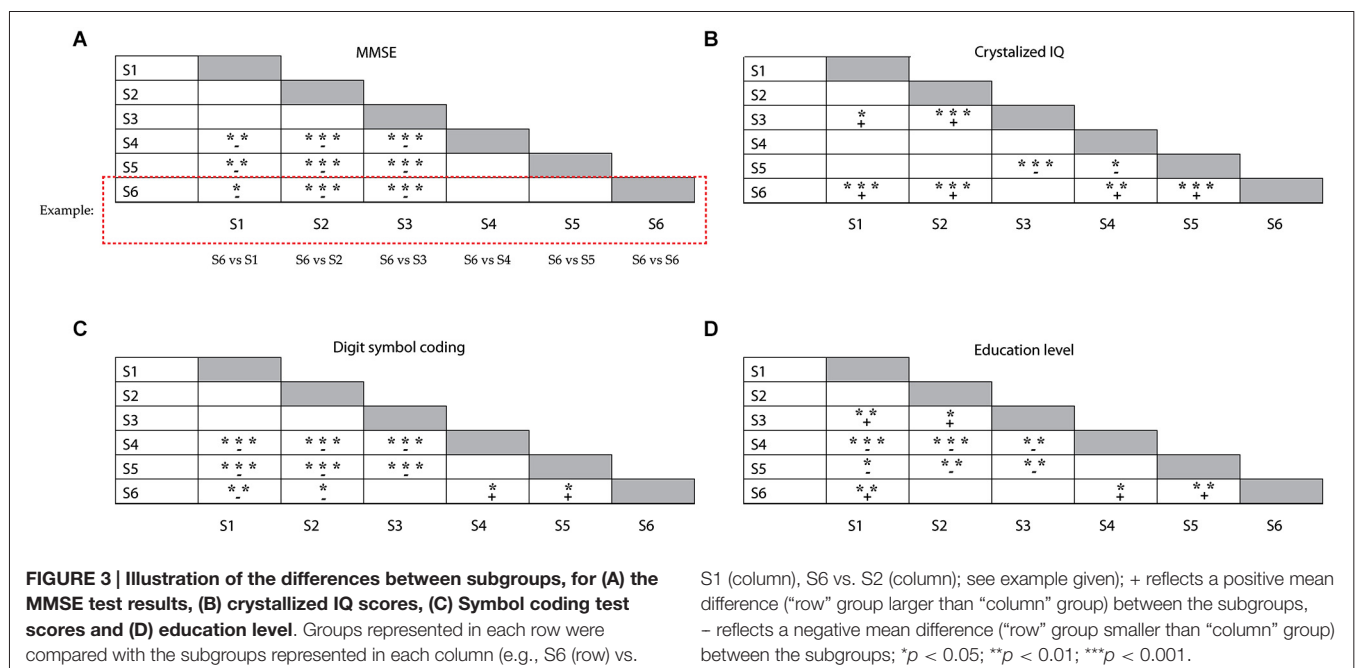 A
MMSE
S1
S2
S3
S4 ** - *** - *** -
S5 ** - *** - *** -
S6 * - *** - *** -
Example:
S1 S2 S3 S4 S5 S6
S6 vs S1 S6 vs S2 S6 vs S3 S6 vs S4 S6 vs S5 S6 vs S6
B
Crystalized IQ
S1
S2
S3 * + *** +
S4
S5 *** - * -
S6 *** + *** + ** + *** +
S1 S2 S3 S4 S5 S6
C
Digit symbol coding
S1
S2
S3
S4 *** - *** - *** -
S5 *** - *** - *** -
S6 ** - * - * + * +
S1 S2 S3 S4 S5 S6
D
Education level
S1
S2
S3 ** + * +
S4 *** - *** - ** -
S5 * - ** - ** -
S6 ** + * + ** +
S1 S2 S3 S4 S5 S6
FIGURE 3 | Illustration of the differences between subgroups, for (A) the
MMSE test results, (B) crystallized IQ scores, (C) Symbol coding test
scores and (D) education level. Groups represented in each row were
compared with the subgroups represented in each column (e.g., S6 (row) vs.
S1 (column), S6 vs. S2 (column); see example given); + reflects a positive mean
difference (“row” group larger than “column” group) between the subgroups,
– reflects a negative mean difference (“row” group smaller than “column” group)
between the subgroups; *p < 0.05; **p < 0.01; ***p < 0.001.